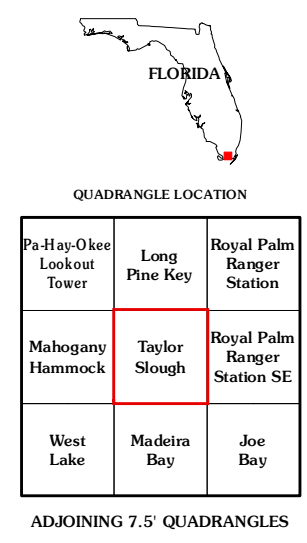 FLORIDA
QUADRANGLE LOCATION
Pa-Hay-Okee
Lookout
Tower
Long
Pine Key
Royal Palm
Ranger
Station
Mahogany
Hammock
Taylor
Slough
Royal Palm
Ranger
Station SE
West
Lake
Madeira
Bay
Joe
Bay
ADJOINING 7.5' QUADRANGLES